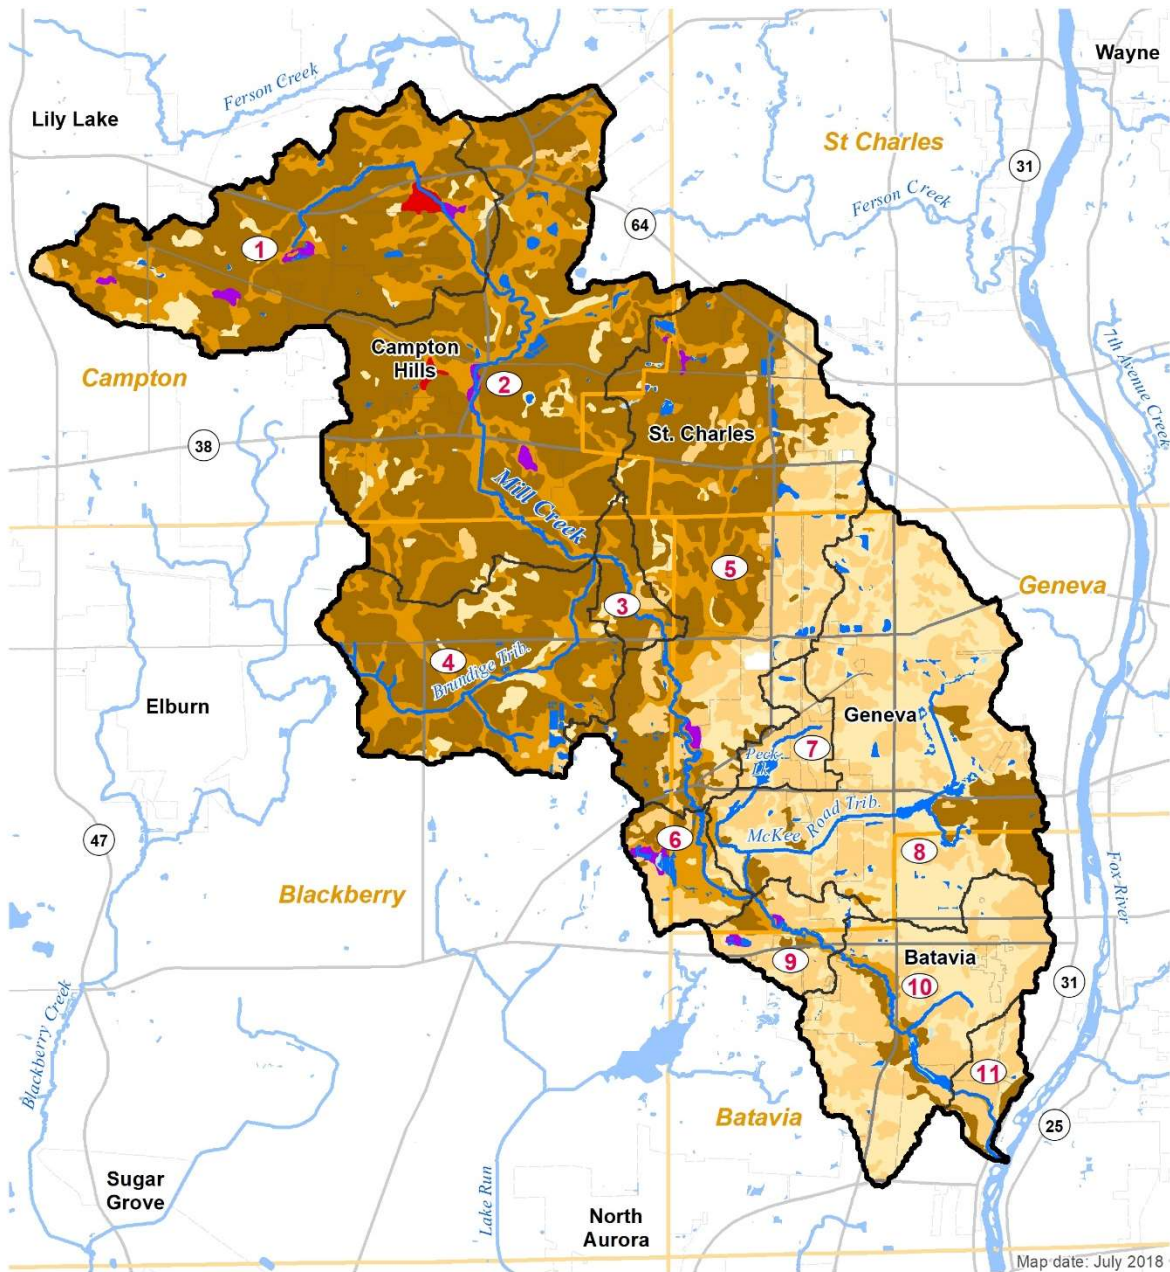 Wayne
Ferson Creek
Lily Lake
St Charles
31
Ferson Creek
64
1
7th Avenue Creek
Campton
Hills
Campton
2
St. Charles
38
Mill Creek
5
Geneva
3
4
Brundige Trib.
Elburn
Geneva
7
Peck
Lk.
McKee Road Trib.
47
6
8
Blackberry
Fox River
Batavia
9
31
10
Blackberry Creek
11
Batavia
25
Sugar
Grove
Lake Run
North
Aurora
Map date: July 2018